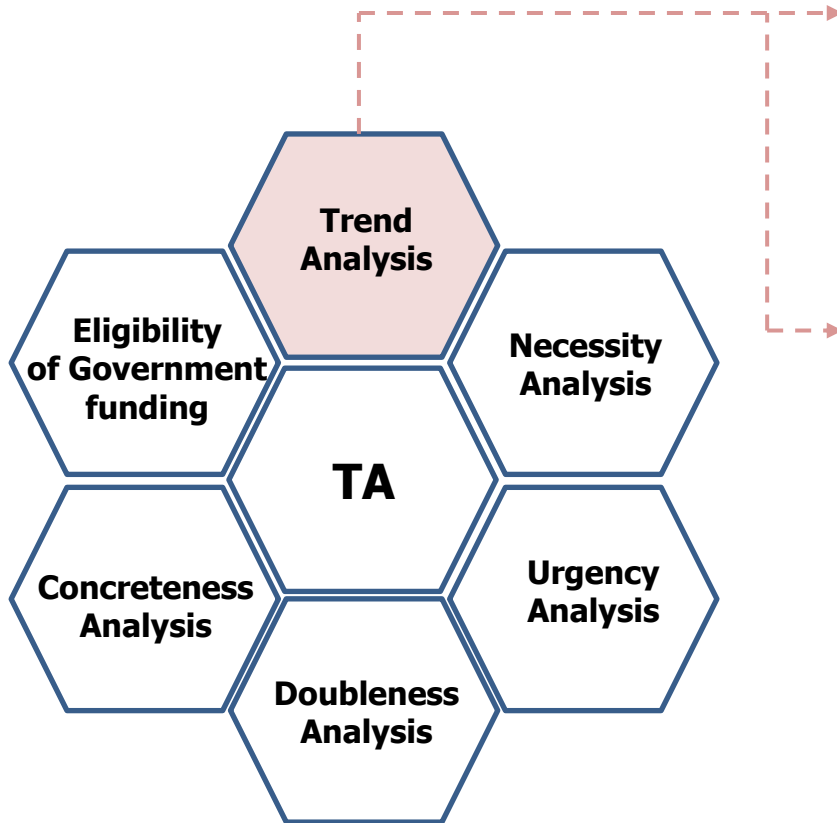 Trend
Analysis
Eligibility
of Government
funding
Necessity
Analysis
TA
Concreteness
Analysis
Urgency
Analysis
Doubleness
Analysis